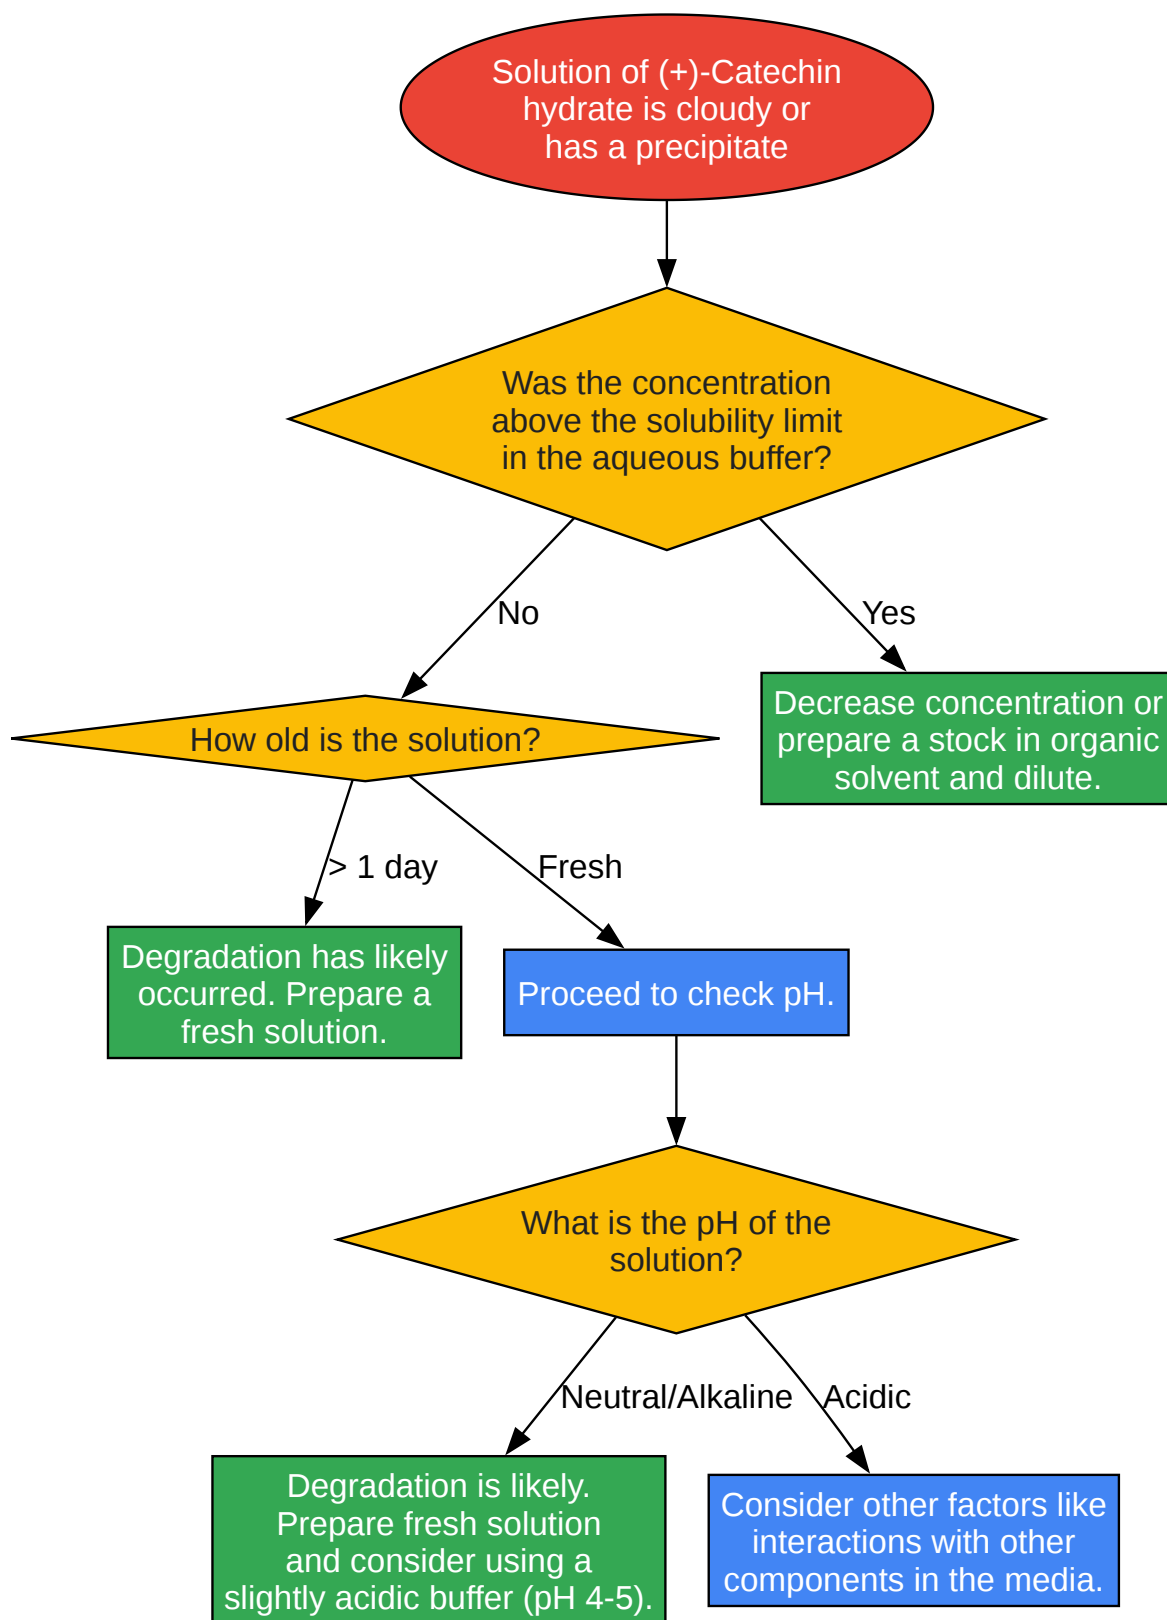 Solution of (+)-Catechin
hydrate is cloudy or
has a precipitate
Was the concentration
above the solubility limit
in the aqueous buffer?
No
Yes
How old is the solution?
Decrease concentration or
prepare a stock in organic
solvent and dilute.
> 1 day
Fresh
Degradation has likely
occurred. Prepare a
fresh solution.
Proceed to check pH.
What is the pH of the
solution?
Neutral/Alkaline
Acidic
Degradation is likely.
Prepare fresh solution
and consider using a
slightly acidic buffer (pH 4-5).
Consider other factors like
interactions with other
components in the media.